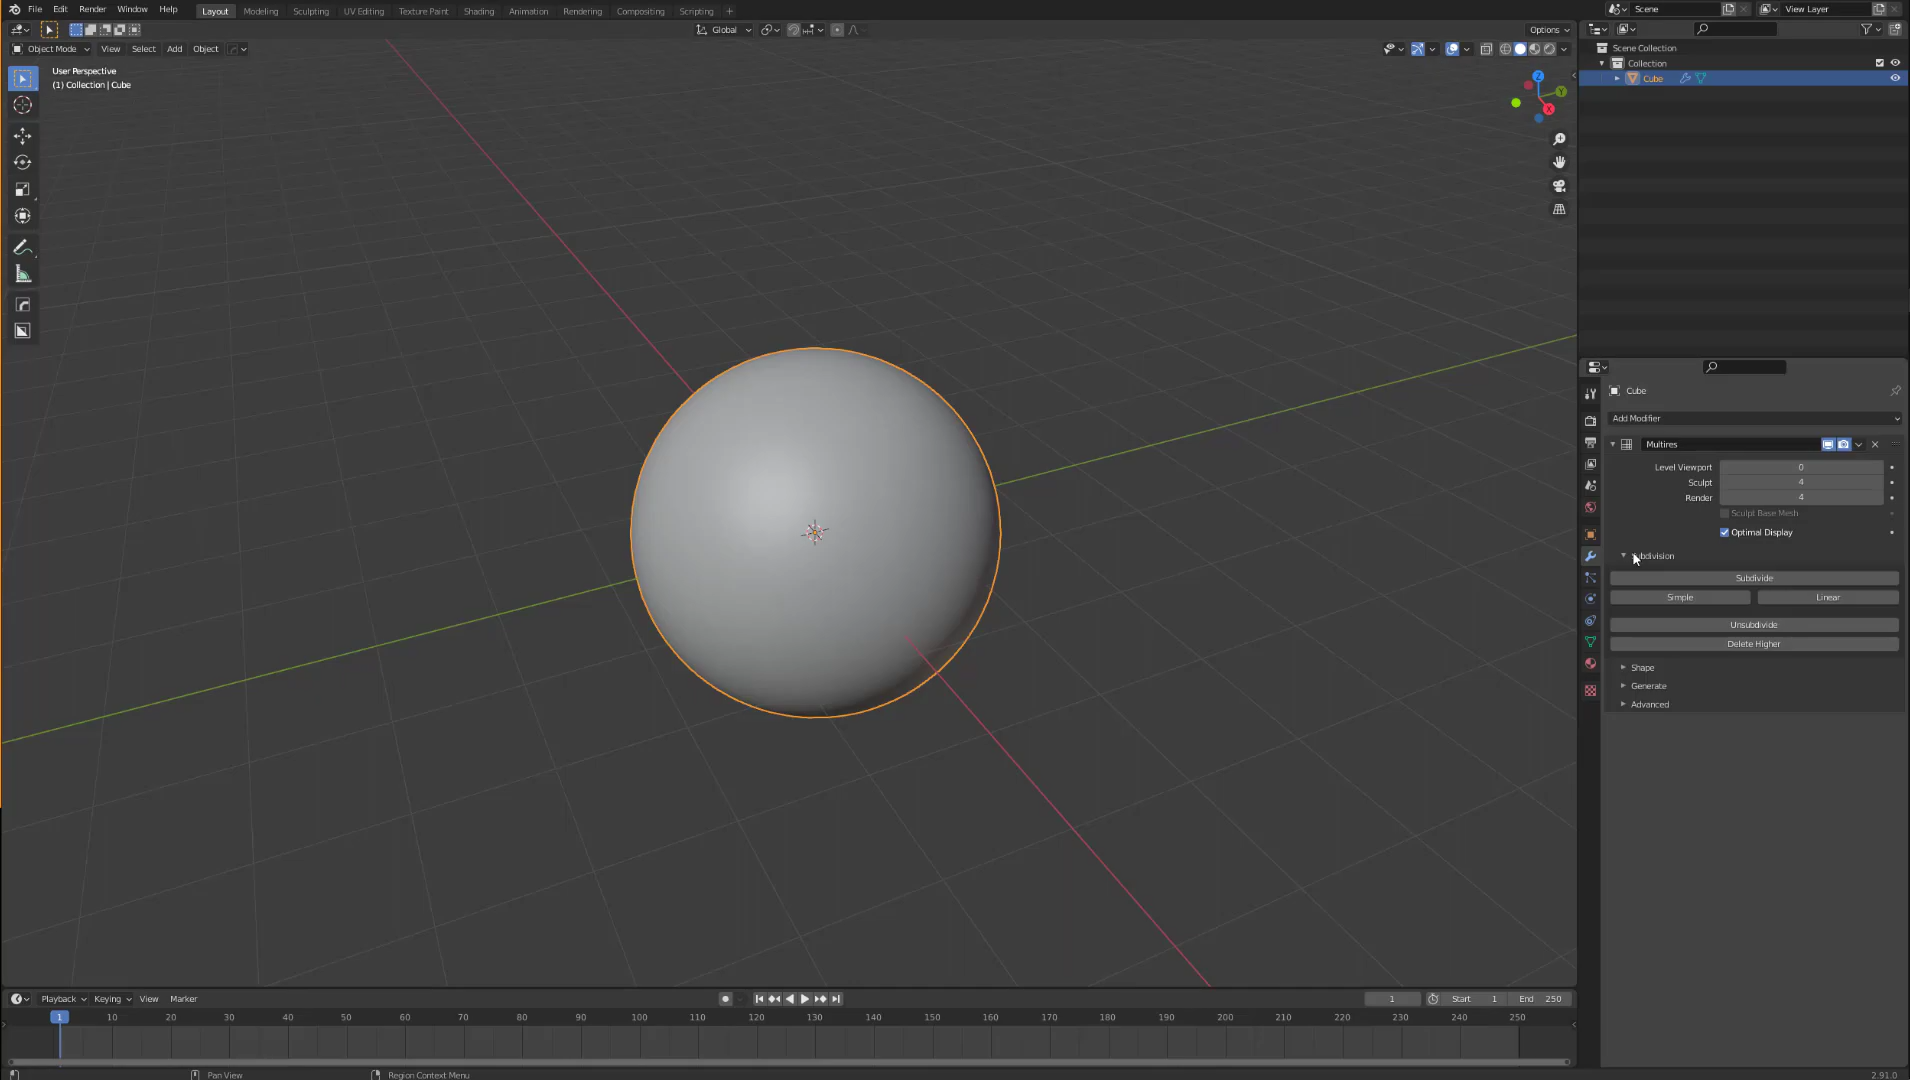 File Edit Render Window Help Layout Modeling Sculpting UV Editing Texture Paint Shading Animation Rendering Compositing Scripting +
Scene View Layer
Global Options
Object Mode View Select Add Object
User Perspective
(1) Collection | Cube
Z
Y
X
Scene Collection
Collection
Cube
Cube
Add Modifier
Multires
Level Viewport 0
Sculpt 4
Render 4
Sculpt Base Mesh
Optimal Display
bdivision
Subdivide
Simple Linear
Unsubdivide
Delete Higher
Shape
Generate
Advanced
Playback Keying View Marker 1 Start 1 End 250
1 10 20 30 40 50 60 70 80 90 100 110 120 130 140 150 160 170 180 190 200 210 220 230 240 250
Pan View Region Context Menu 2.91.0